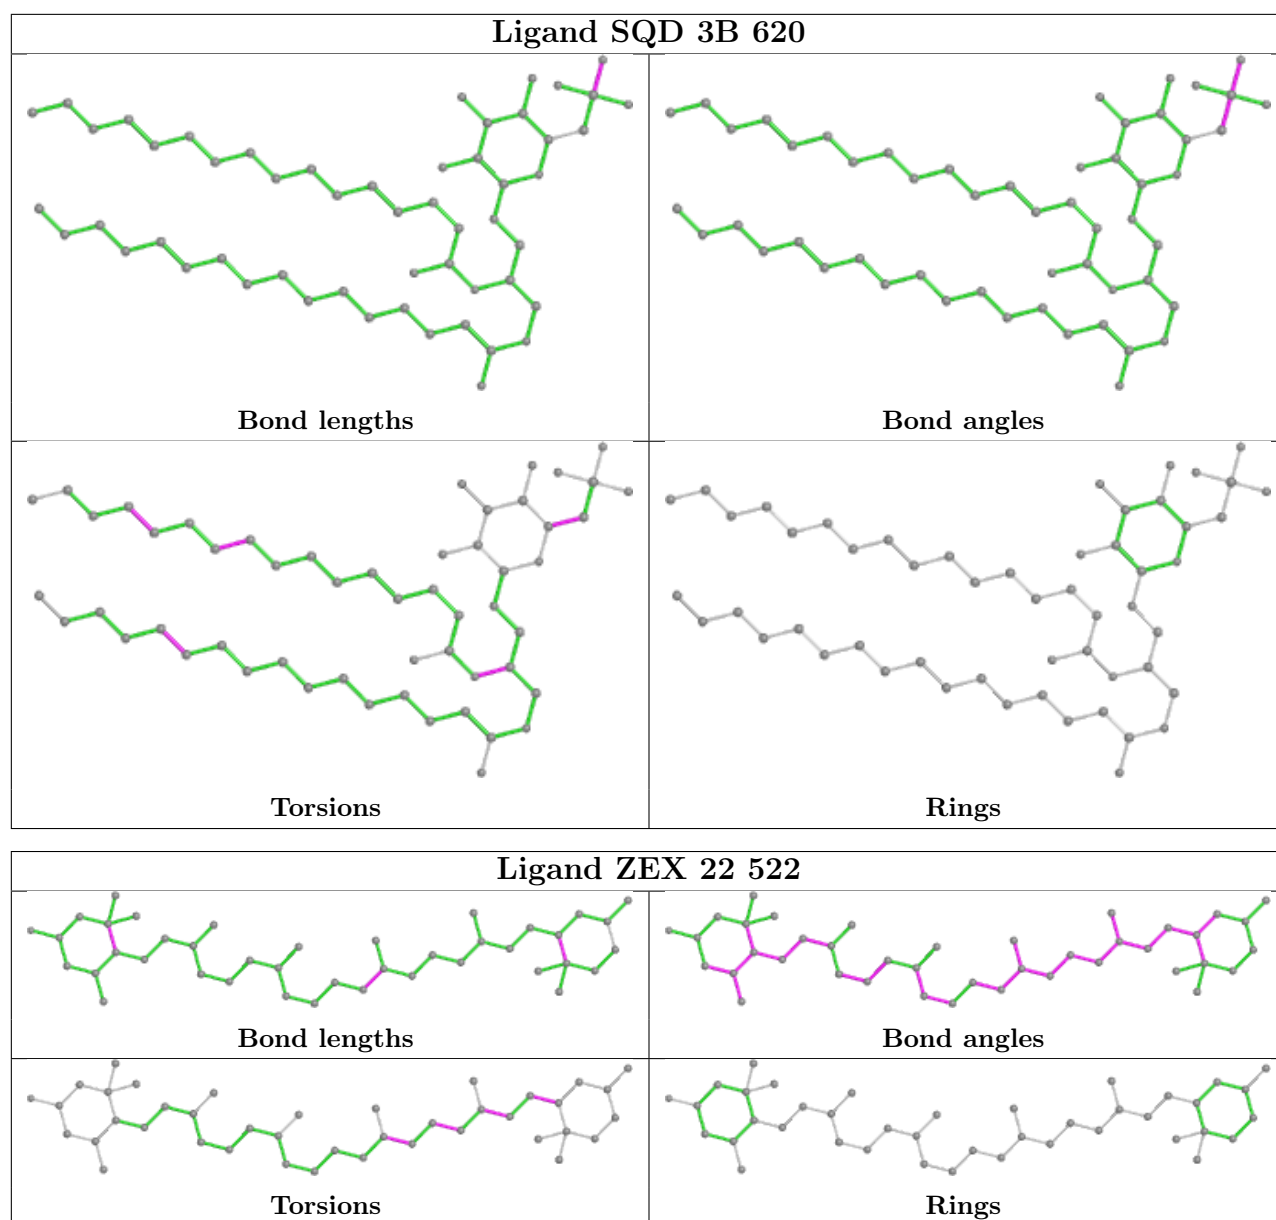 Ligand SQD 3B 620
Bond lengths
Bond angles
Torsions
Rings
Ligand ZEX 22 522
Bond lengths
Bond angles
Torsions
Rings